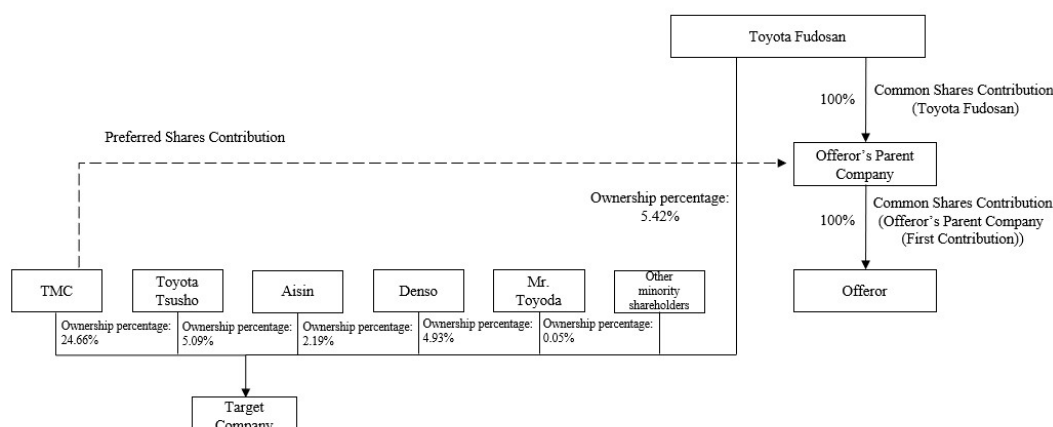 Toyota Fudosan
100%
Common Shares Contribution
(Toyota Fudosan)
Preferred Shares Contribution
Offeror's Parent
Company
Ownership percentage:
5.42%
100%
Common Shares Contribution
(Offeror's Parent Company
(First Contribution))
TMC
Toyota
Tsusho
Aisin
Denso
Mr.
Toyoda
Other
minority
shareholders
Offeror
Ownership percentage:
24.66%
Ownership percentage:
5.09%
Ownership percentage:
2.19%
Ownership percentage:
4.93%
Ownership percentage:
0.05%
Target
Company